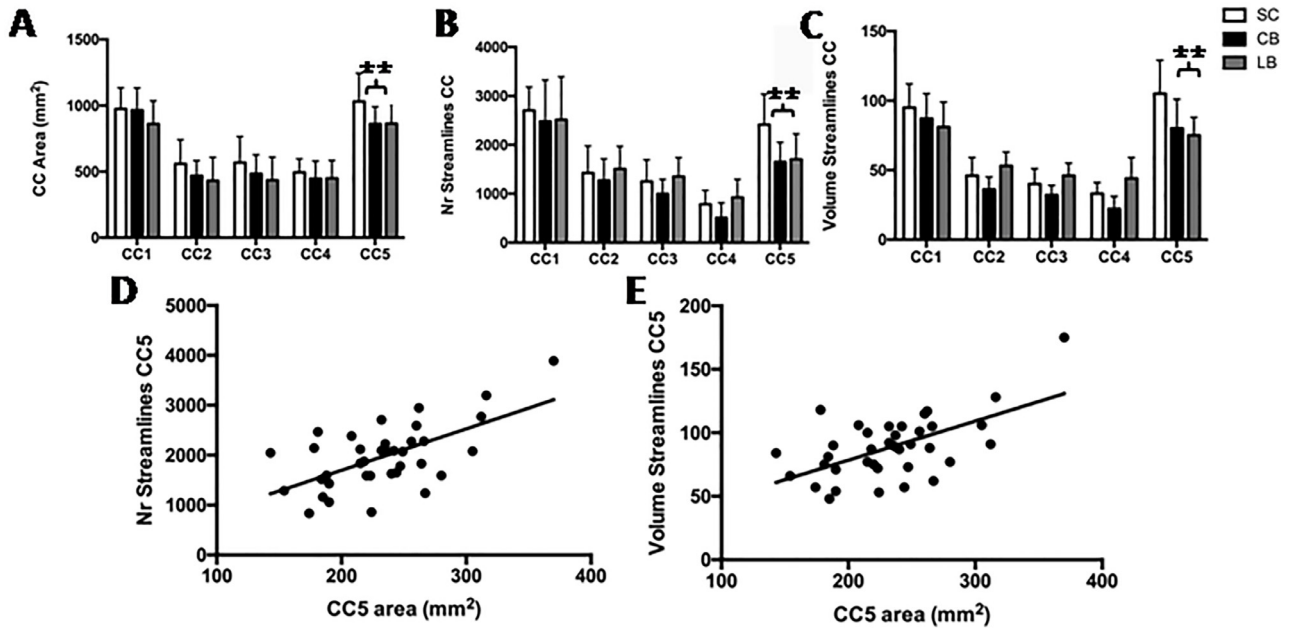 A
CC Area (mm²)
1500
1000
500
0
CC1 CC2 CC3 CC4 CC5
**
B
Nr Streamlines CC
4000
3000
2000
1000
0
CC1 CC2 CC3 CC4 CC5
**
C
Volume Streamlines CC
150
100
50
0
CC1 CC2 CC3 CC4 CC5
**
SC
CB
LB
D
Nr Streamlines CC5
5000
4000
3000
2000
1000
0
100 200 300 400
CC5 area (mm²)
E
Volume Streamlines CC5
200
150
100
50
0
100 200 300 400
CC5 area (mm²)